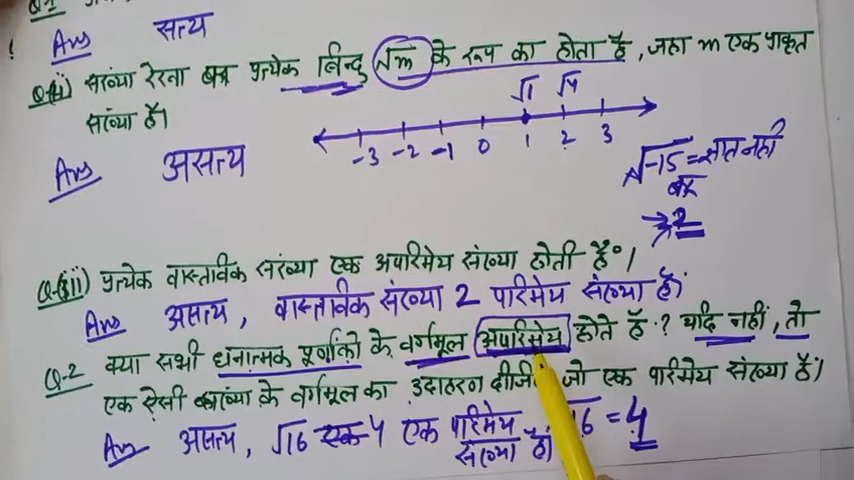 Ans सत्य
Q(ii) संख्या रेखा का प्रत्येक बिन्दु √m के रूप का होता है, जहा m एक प्राकृत
संख्या है।
√1 √4
-3 -2 -1 0 1 2 3
Ans असत्य
√-15 = ज्ञात नहीं
कर
→ 2
Q-(iii) प्रत्येक वास्तविक संख्या एक अपरिमेय संख्या होती है।
Ans असत्य, वास्तविक संख्या 2 परिमेय संख्या है।
Q-2 क्या सभी धनात्मक पूर्णांको के वर्गमूल अपरिमेय होते हैं? यदि नहीं, तो
एक ऐसी संख्या के वर्गमूल का उदाहरण दीजि जो एक परिमेय संख्या है।
Ans असत्य, √16 4 एक परिमेय 16 = 4
संख्या है।